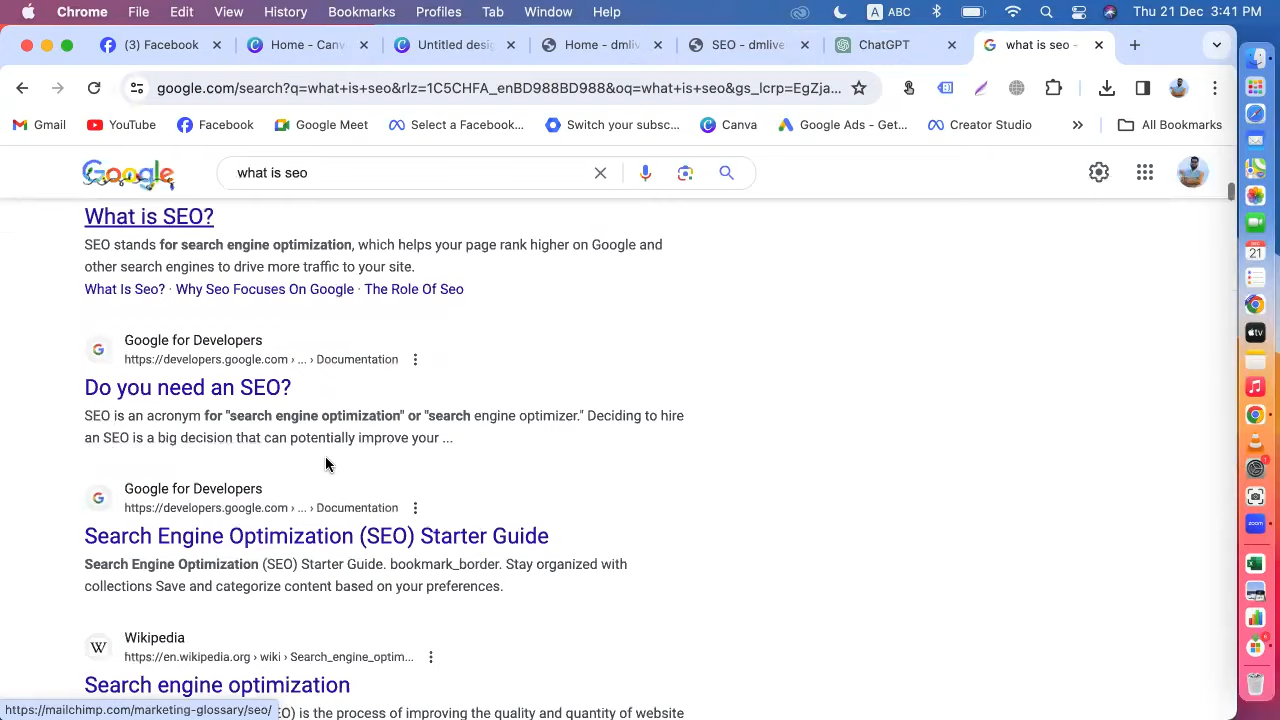 Chrome File Edit View History Bookmarks Profiles Tab Window Help A ABC Thu 21 Dec 3:41 PM
(3) Facebook Home - Canv Untitled desig Home - dmliv SEO - dmlive ChatGPT what is seo -
google.com/search?q=what+is+seo&rlz=1C5CHFA_enBD988BD988&oq=what+is+seo&gs_lcrp=EgZja...
Gmail YouTube Facebook Google Meet Select a Facebook... Switch your subsc... Canva Google Ads - Get... Creator Studio » All Bookmarks
Google what is seo
What is SEO?
SEO stands for search engine optimization, which helps your page rank higher on Google and
other search engines to drive more traffic to your site.
What Is Seo? · Why Seo Focuses On Google · The Role Of Seo
Google for Developers
https://developers.google.com › ... › Documentation
Do you need an SEO?
SEO is an acronym for "search engine optimization" or "search engine optimizer." Deciding to hire
an SEO is a big decision that can potentially improve your ...
Google for Developers
https://developers.google.com › ... › Documentation
Search Engine Optimization (SEO) Starter Guide
Search Engine Optimization (SEO) Starter Guide. bookmark_border. Stay organized with
collections Save and categorize content based on your preferences.
Wikipedia
https://en.wikipedia.org › wiki › Search_engine_optim...
Search engine optimization
https://mailchimp.com/marketing-glossary/seo/
EO) is the process of improving the quality and quantity of website
21
tv
zoom